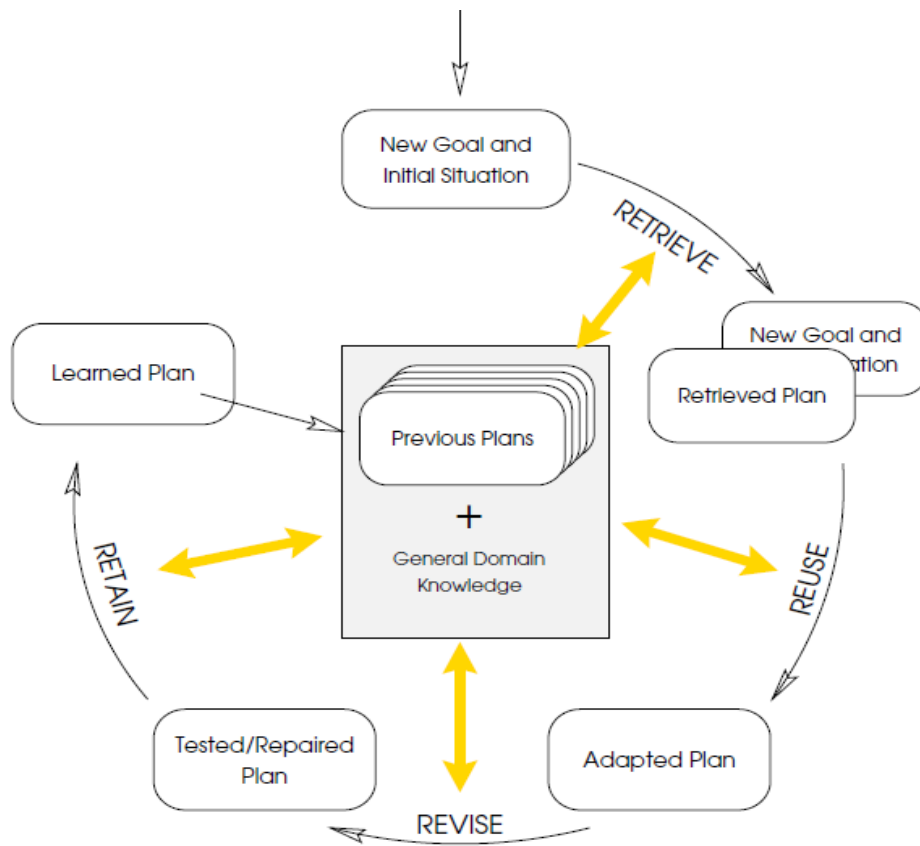 New Goal and
Initial Situation
RETRIEVE
New Goal and
Retrieved Plan
REUSE
Adapted Plan
REVISE
Tested/Repaired
Plan
RETAIN
Learned Plan
Previous Plans
+
General Domain
Knowledge